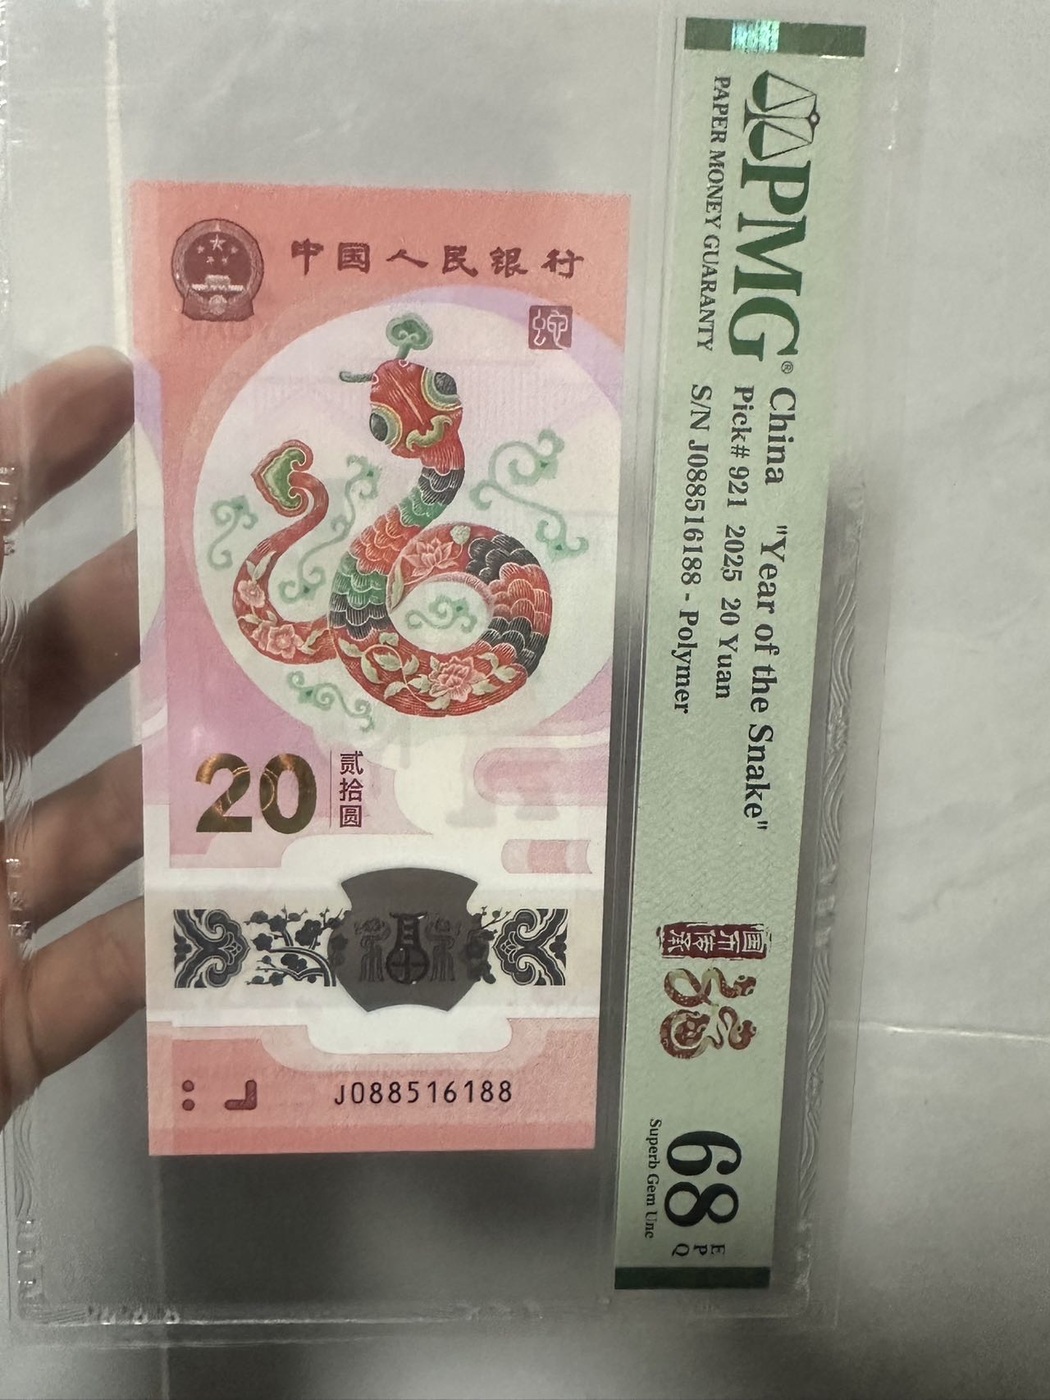 中国人民银行
蛇
20
贰拾圆
J088516188
PMG®
PAPER MONEY GUARANTY
China "Year of the Snake"
Pick# 921 2025 20 Yuan
S/N J088516188 - Polymer
68 EPQ
Superb Gem Unc